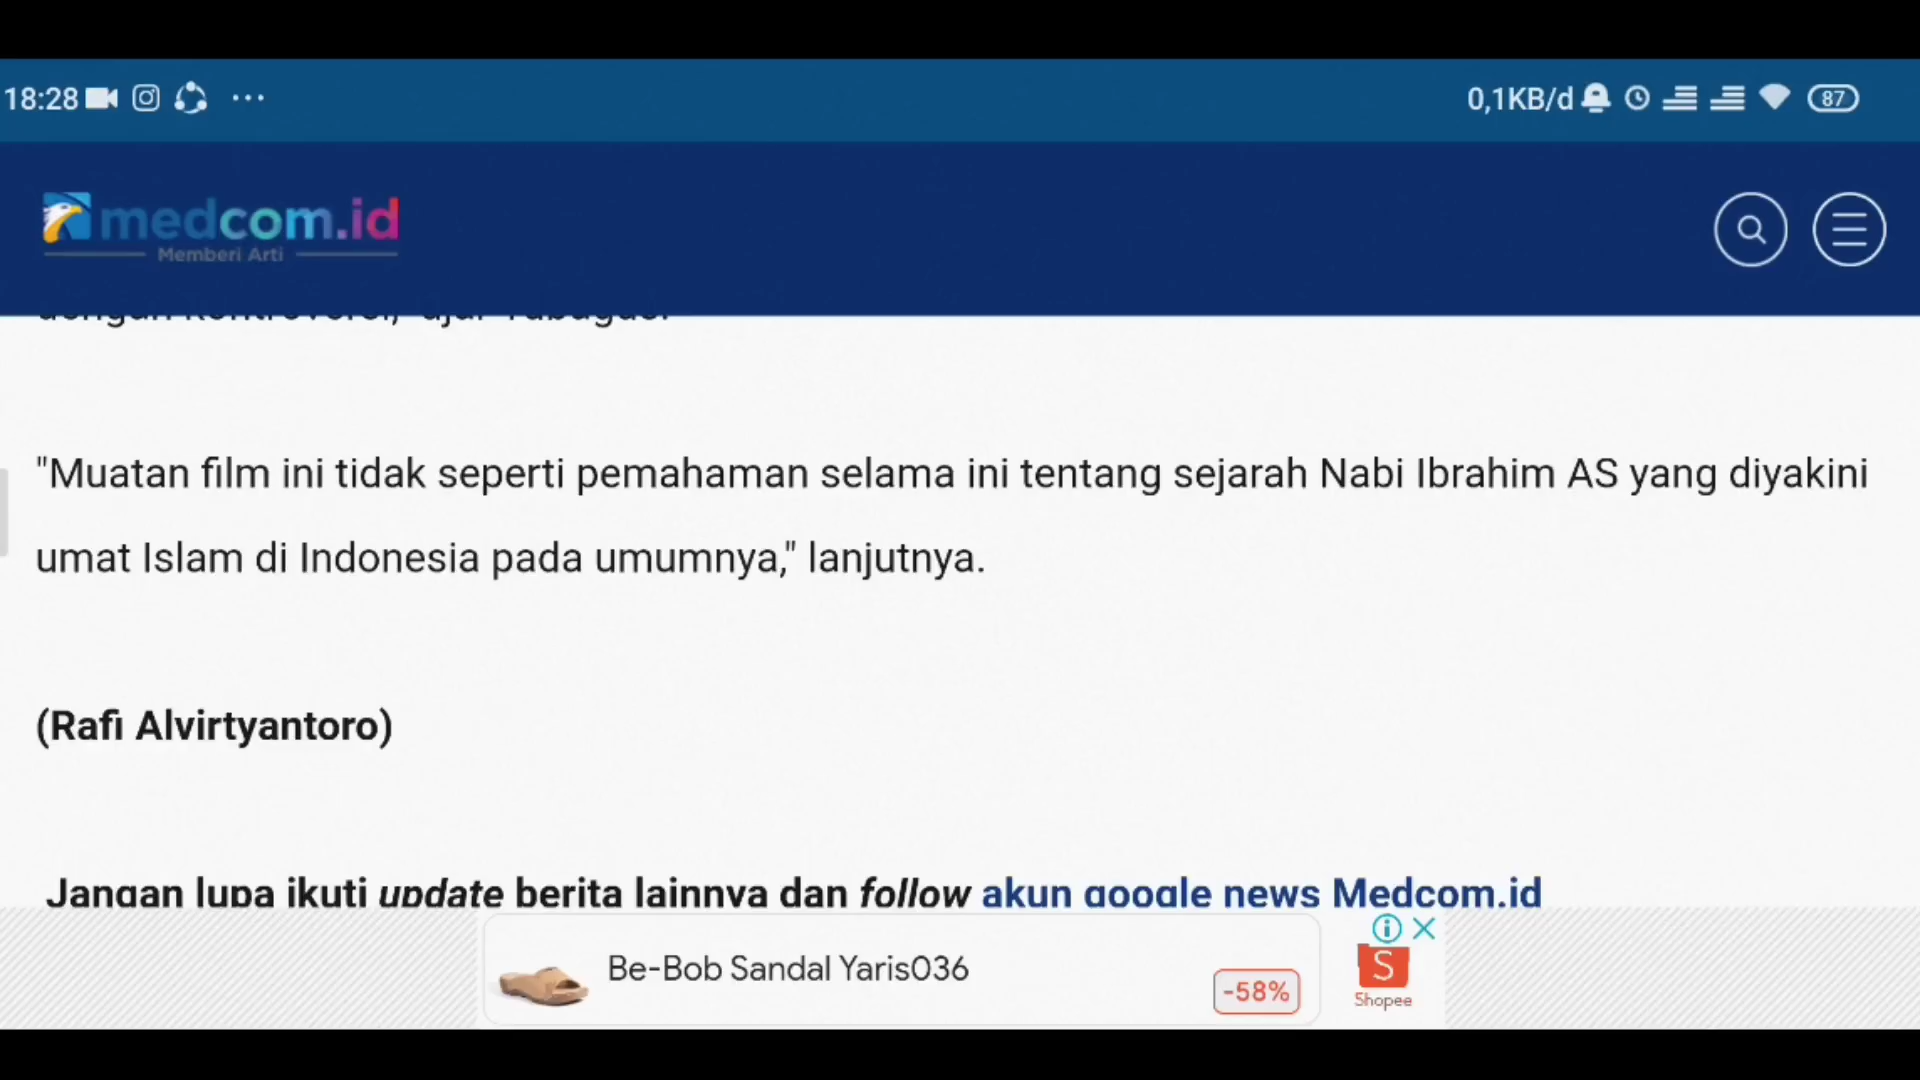 18:28
0,1KB/d
87
medcom.id
Memberi Arti
"Muatan film ini tidak seperti pemahaman selama ini tentang sejarah Nabi Ibrahim AS yang diyakini
umat Islam di Indonesia pada umumnya," lanjutnya.
(Rafi Alvirtyantoro)
Jangan lupa ikuti update berita lainnya dan follow akun google news Medcom.id
Be-Bob Sandal Yaris036
-58%
Shopee